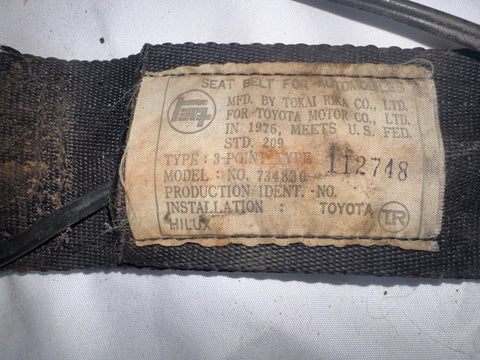 SEAT BELT FOR AUTOMOBILES
MFD. BY TOKAI RIKA CO., LTD.
FOR TOYOTA MOTOR CO., LTD.
IN 1976, MEETS U.S. FED.
STD. 209
TYPE : 3-POINT TYPE
112748
MODEL : NO. 734830
PRODUCTION IDENT. NO.
INSTALLATION : TOYOTA
HILUX
TR